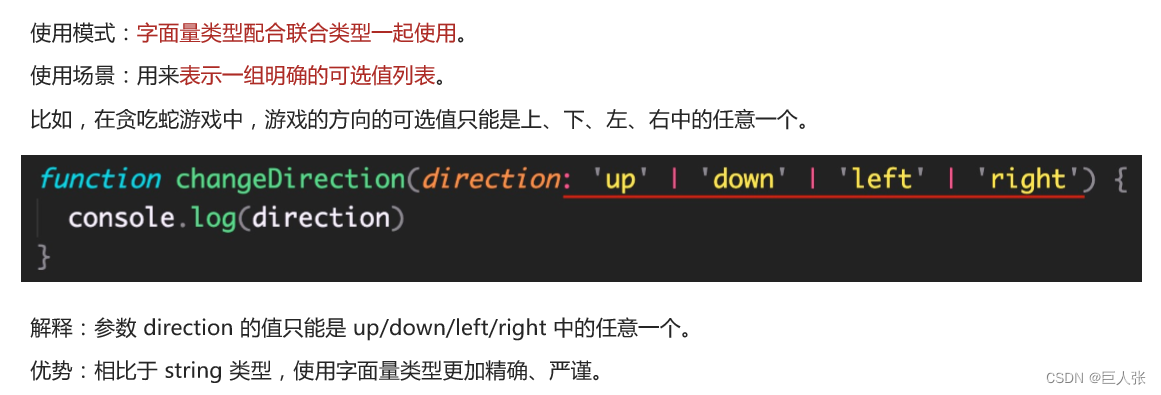 使用模式：字面量类型配合联合类型一起使用。
使用场景：用来表示一组明确的可选值列表。
比如，在贪吃蛇游戏中，游戏的方向的可选值只能是上、下、左、右中的任意一个。
function changeDirection(direction: 'up' | 'down' | 'left' | 'right') {
  console.log(direction)
}
解释：参数 direction 的值只能是 up/down/left/right 中的任意一个。
优势：相比于 string 类型，使用字面量类型更加精确、严谨。
CSDN @巨人张